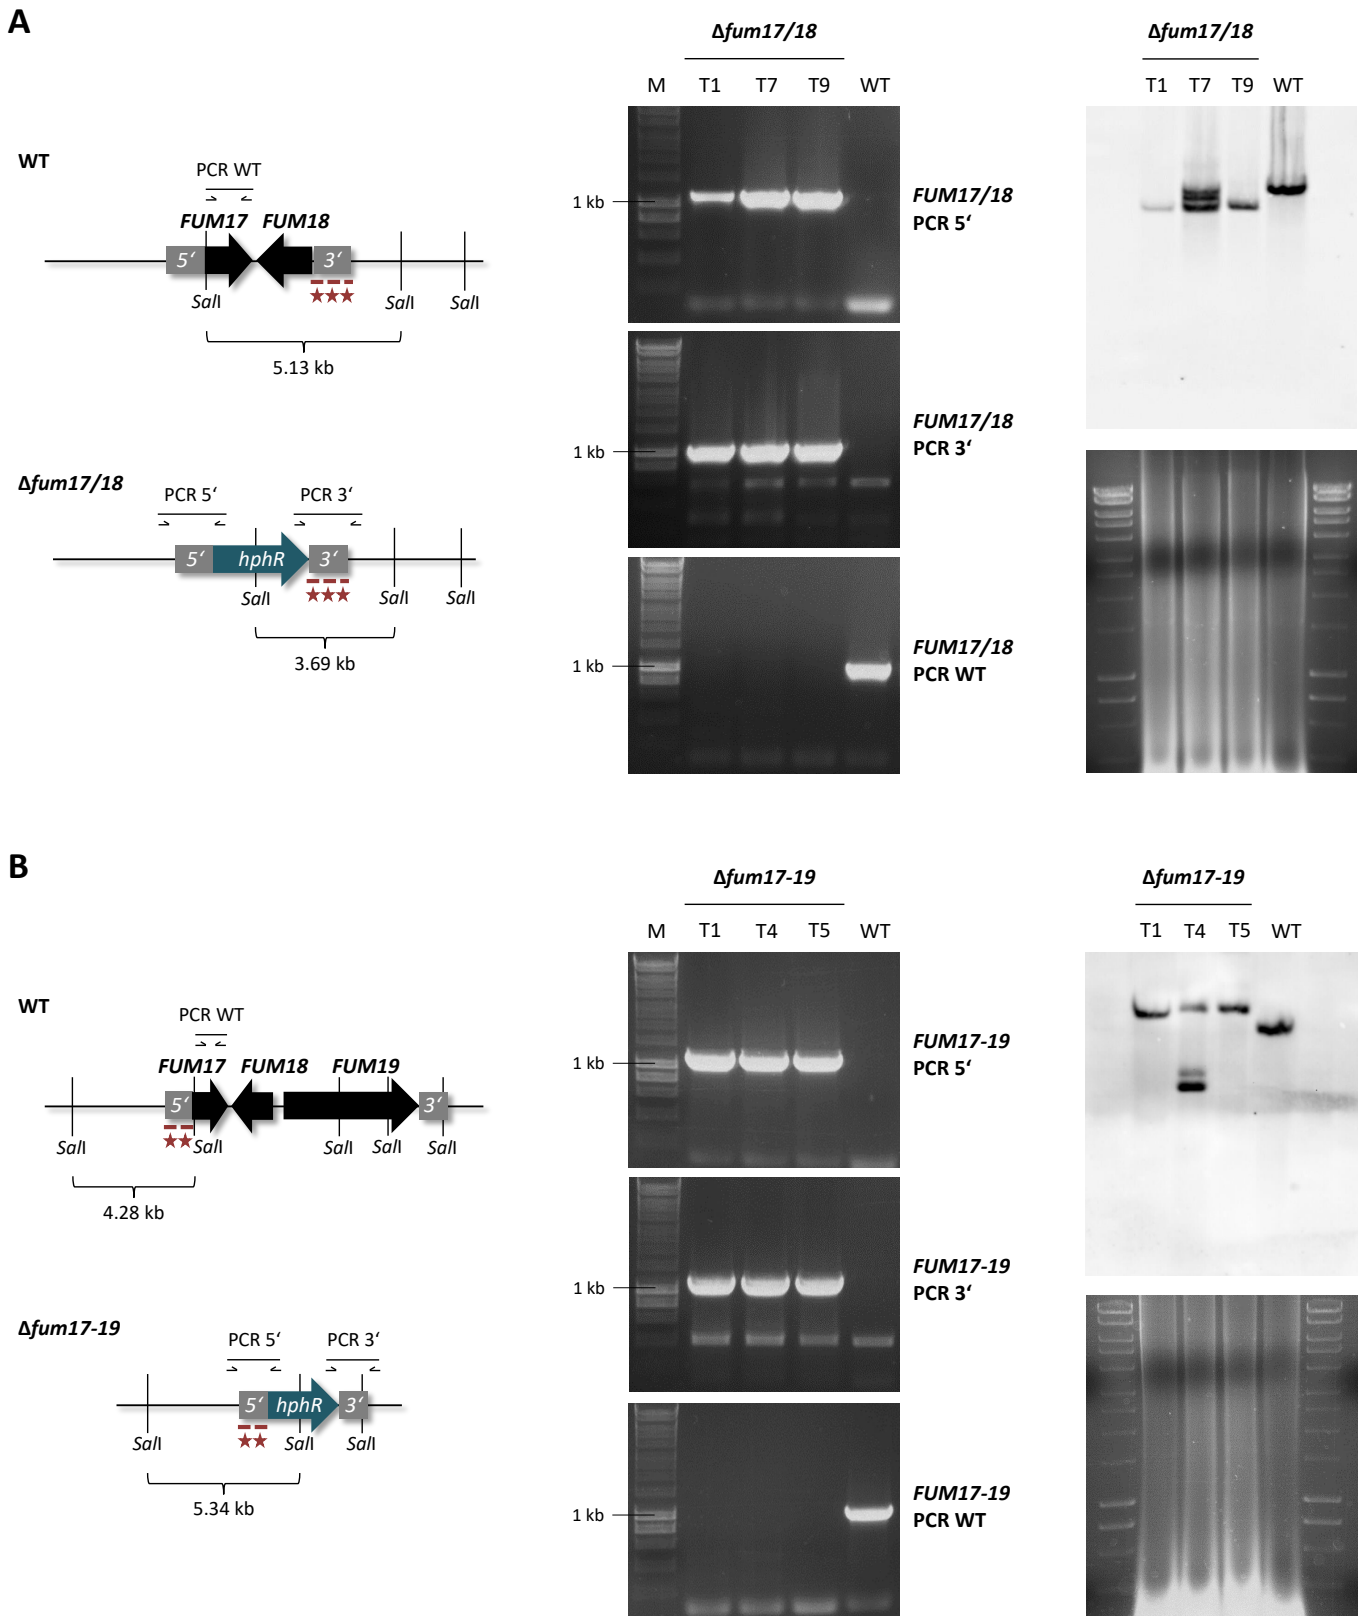 A
WT
PCR WT
FUM17 FUM18
5‘ 3‘
SalI SalI SalI
5.13 kb
Δfum17/18
PCR 5‘ PCR 3‘
5‘ hphR 3‘
SalI SalI SalI
3.69 kb
Δfum17/18
M T1 T7 T9 WT
1 kb
FUM17/18
PCR 5‘
1 kb
FUM17/18
PCR 3‘
1 kb
FUM17/18
PCR WT
Δfum17/18
T1 T7 T9 WT
B
WT
PCR WT
FUM17 FUM18 FUM19
5‘ 3‘
SalI SalI SalI SalI
4.28 kb
Δfum17-19
PCR 5‘ PCR 3‘
5‘ hphR 3‘
SalI SalI SalI
5.34 kb
Δfum17-19
M T1 T4 T5 WT
1 kb
FUM17-19
PCR 5‘
1 kb
FUM17-19
PCR 3‘
1 kb
FUM17-19
PCR WT
Δfum17-19
T1 T4 T5 WT